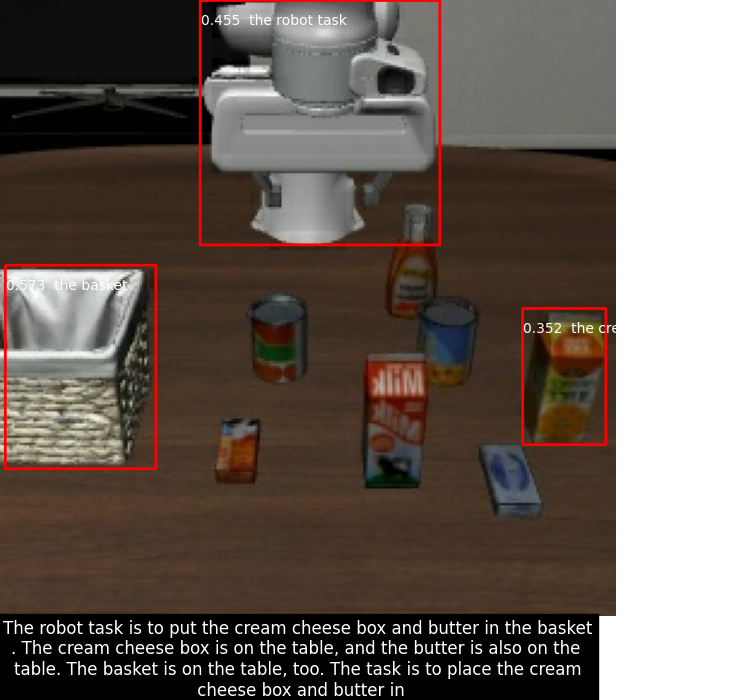 0.455 the robot task
0.573 the basket
0.352 the cre
Milk
Milk
The robot task is to put the cream cheese box and butter in the basket
. The cream cheese box is on the table, and the butter is also on the
table. The basket is on the table, too. The task is to place the cream
cheese box and butter in